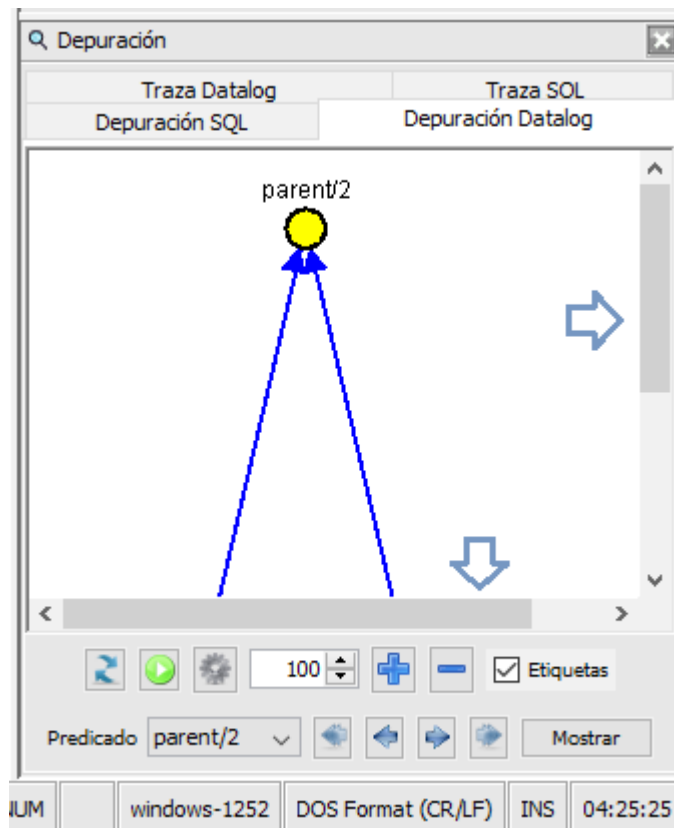 Depuración
Traza Datalog
Traza SQL
Depuración SQL
Depuración Datalog
parent/2
100
Etiquetas
Predicado
parent/2
Mostrar
windows-1252
DOS Format (CR/LF)
INS
04:25:25